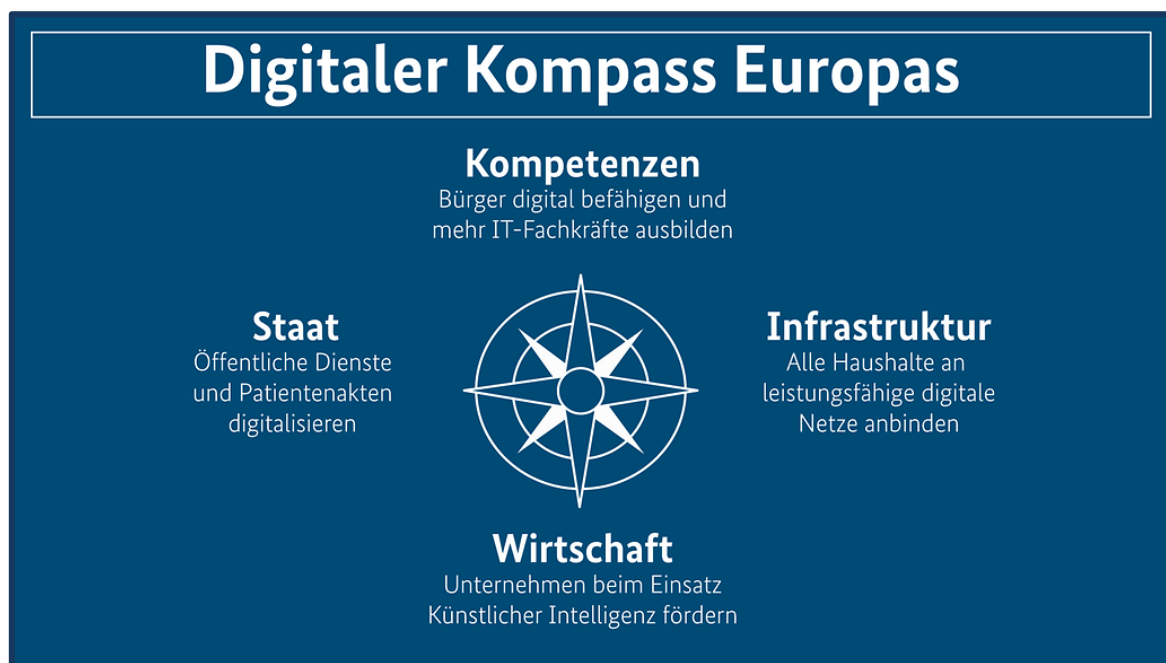 Digitaler Kompass Europas
Kompetenzen
Bürger digital befähigen und
mehr IT-Fachkräfte ausbilden
Staat
Öffentliche Dienste
und Patientenakten
digitalisieren
Infrastruktur
Alle Haushalte an
leistungsfähige digitale
Netze anbinden
Wirtschaft
Unternehmen beim Einsatz
Künstlicher Intelligenz fördern